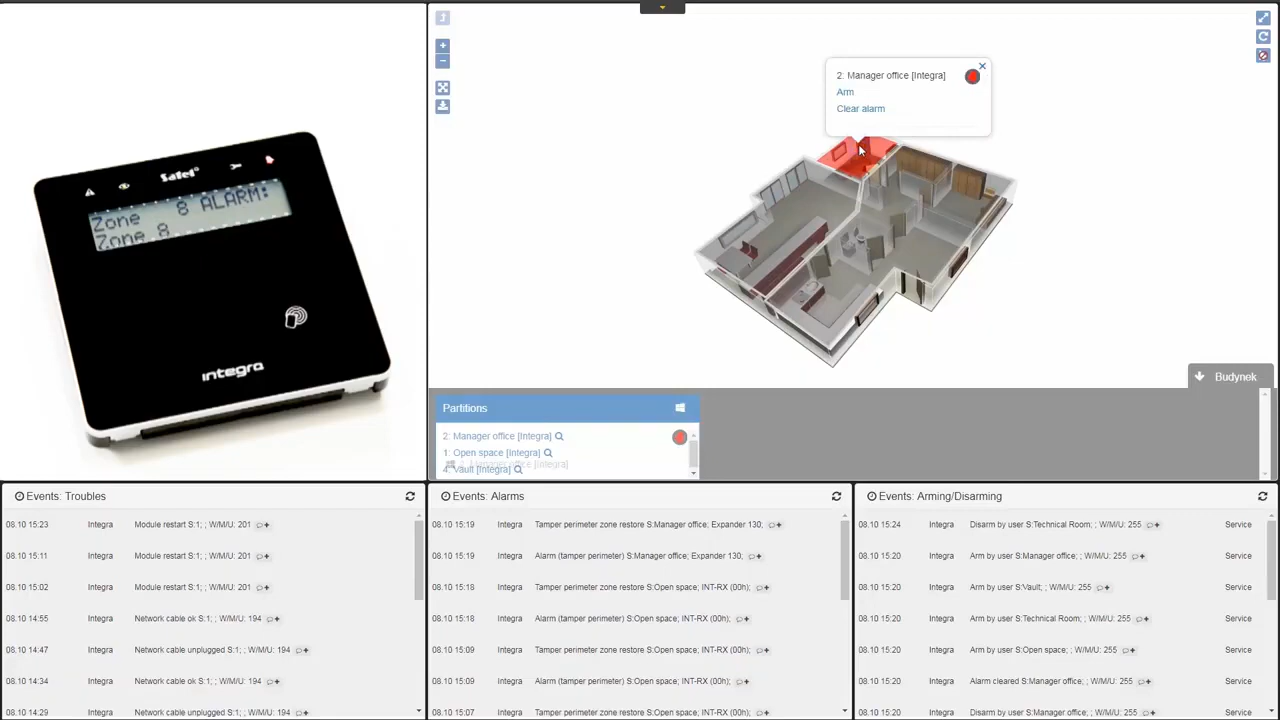 Satel
Zone 8 ALARM:
Zone 8
integra
2: Manager office [Integra]
Arm
Clear alarm
Budynek
Partitions
2: Manager office [Integra]
1: Open space [Integra]
2: Manager office [Integra]
4: Vault [Integra]
Events: Troubles
08.10 15:23 Integra Module restart S:1; ; W/M/U: 201
08.10 15:11 Integra Module restart S:1; ; W/M/U: 201
08.10 15:02 Integra Module restart S:1; ; W/M/U: 201
08.10 14:55 Integra Network cable ok S:1; ; W/M/U: 194
08.10 14:47 Integra Network cable unplugged S:1; ; W/M/U: 194
08.10 14:34 Integra Network cable ok S:1; ; W/M/U: 194
08.10 14:29 Integra Network cable unplugged S:1; ; W/M/U: 194
Events: Alarms
08.10 15:19 Integra Tamper perimeter zone restore S:Manager office; Expander 130;
08.10 15:19 Integra Alarm (tamper perimeter) S:Manager office; Expander 130;
08.10 15:18 Integra Tamper perimeter zone restore S:Open space; INT-RX (00h);
08.10 15:18 Integra Alarm (tamper perimeter) S:Open space; INT-RX (00h);
08.10 15:09 Integra Tamper perimeter zone restore S:Open space; INT-RX (00h);
08.10 15:09 Integra Alarm (tamper perimeter) S:Open space; INT-RX (00h);
08.10 15:07 Integra Tamper perimeter zone restore S:Open space; INT-RX (00h);
Events: Arming/Disarming
08.10 15:24 Integra Disarm by user S:Technical Room; ; W/M/U: 255 Service
08.10 15:20 Integra Arm by user S:Manager office; ; W/M/U: 255 Service
08.10 15:20 Integra Arm by user S:Vault; ; W/M/U: 255 Service
08.10 15:20 Integra Arm by user S:Technical Room; ; W/M/U: 255 Service
08.10 15:20 Integra Arm by user S:Open space; ; W/M/U: 255 Service
08.10 15:20 Integra Alarm cleared S:Manager office; ; W/M/U: 255 Service
08.10 15:20 Integra Disarm by user S:Manager office; ; W/M/U: 255 Service